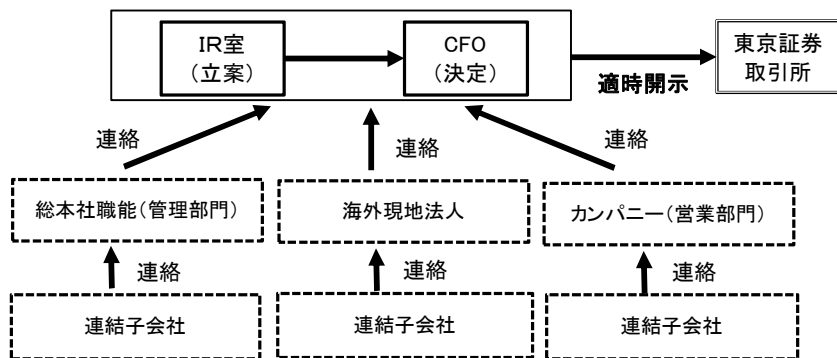 IR室
（立案）
CFO
（決定）
適時開示
東京証券
取引所
連絡
連絡
連絡
総本社職能（管理部門）
海外現地法人
カンパニー（営業部門）
連絡
連絡
連絡
連結子会社
連結子会社
連結子会社